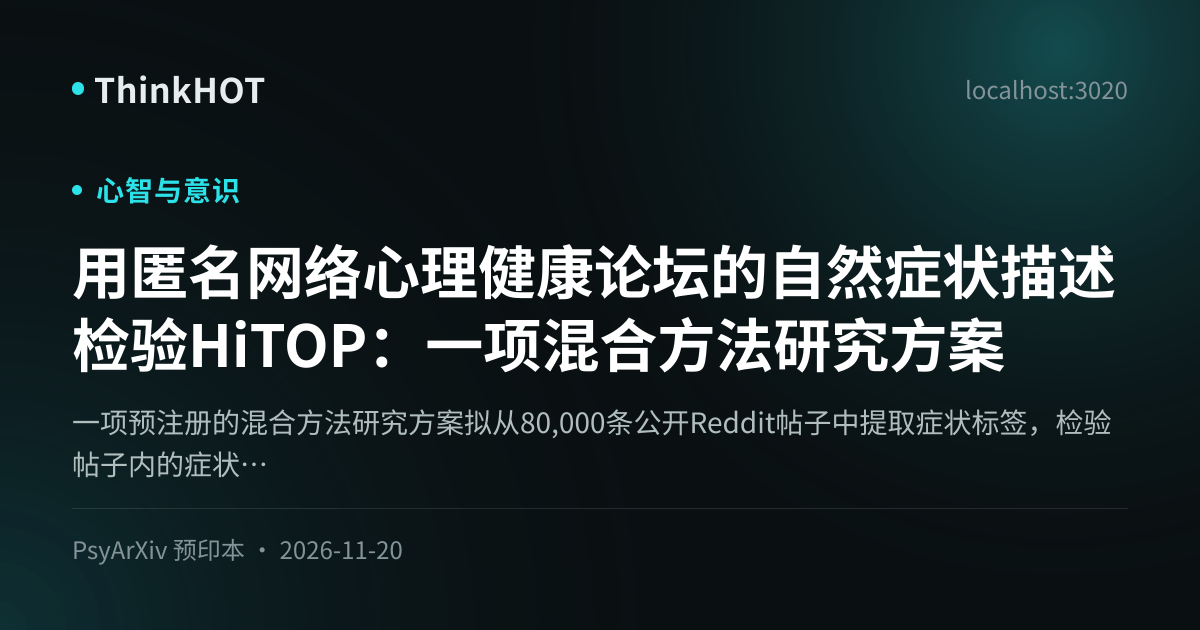 ThinkHOT
localhost:3020
心智与意识
用匿名网络心理健康论坛的自然症状描述
检验HiTOP：一项混合方法研究方案
一项预注册的混合方法研究方案拟从80,000条公开Reddit帖子中提取症状标签，检验
帖子内的症状…
PsyArXiv 预印本 · 2026-11-20